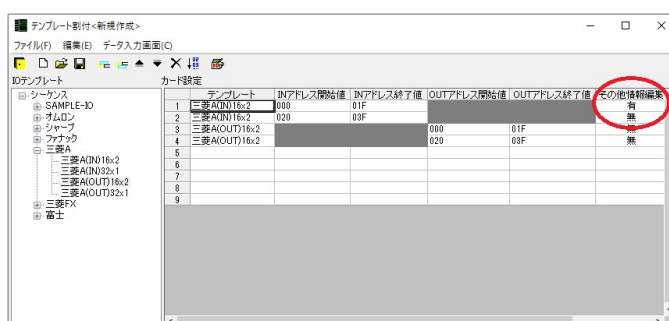 テンプレート割付<新規作成>
ファイル(F) 編集(E) データ入力画面(C)
IOテンプレート
カード設定
シーケンス
SAMPLE-IO
オムロン
シャープ
ファナック
三菱A
三菱A(IN)16x2
三菱A(IN)32x1
三菱A(OUT)16x2
三菱A(OUT)32x1
三菱FX
富士
テンプレート INアドレス開始値 INアドレス終了値 OUTアドレス開始値 OUTアドレス終了値 その他情報編集
1 三菱A(IN)16x2 000 01F 有
2 三菱A(IN)16x2 020 03F 無
3 三菱A(OUT)16x2 000 01F 無
4 三菱A(OUT)16x2 020 03F 無
5
6
7
8
9